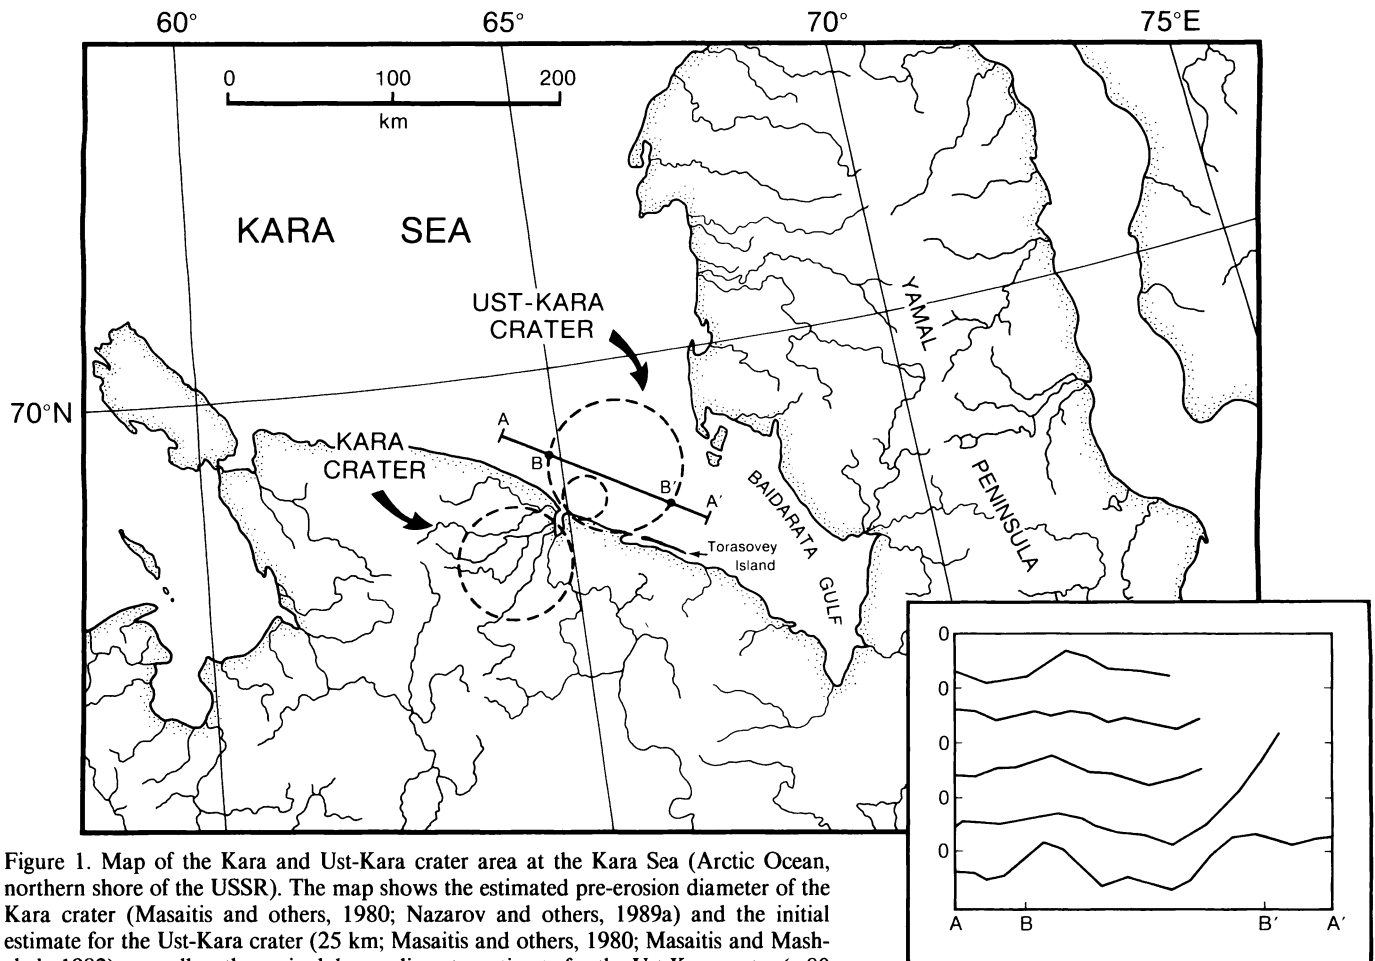 60°
65°
70°
75°E
0 100 200
km
KARA SEA
UST-KARA
CRATER
YAMAL
70°N
KARA
CRATER
A
B
B'
A'
BAIDARATA GULF
PENINSULA
Torasovey
Island
0
0
0
0
0
A B B' A'
Figure 1. Map of the Kara and Ust-Kara crater area at the Kara Sea (Arctic Ocean,
northern shore of the USSR). The map shows the estimated pre-erosion diameter of the
Kara crater (Masaitis and others, 1980; Nazarov and others, 1989a) and the initial
estimate for the Ust-Kara crater (25 km; Masaitis and others, 1980; Masaitis and Mash-